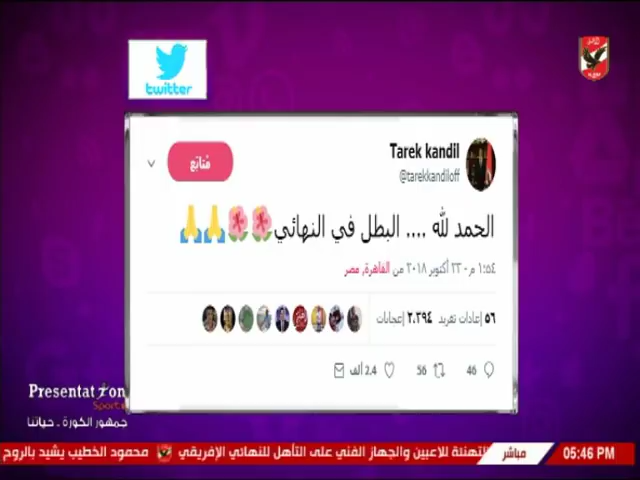 twitter
Tarek kandil
@tarekkandiloff
مُتابِع
الحمد لله .... البطل في النهائي🌺🌺🙏🙏
١:٥٤ م - ٢٣ أكتوبر ٢٠١٨ من القاهرة, مصر
٥٦ إعادات تغريد ٢.٣٩٤ إعجابات
46 56 2.4 ألف
Presentation
Sports
جمهور الكورة .. حياتنا
05:46 PM مباشر التهنئة للاعبين والجهاز الفني على التأهل للنهائي الإفريقي محمود الخطيب يشيد بالروح